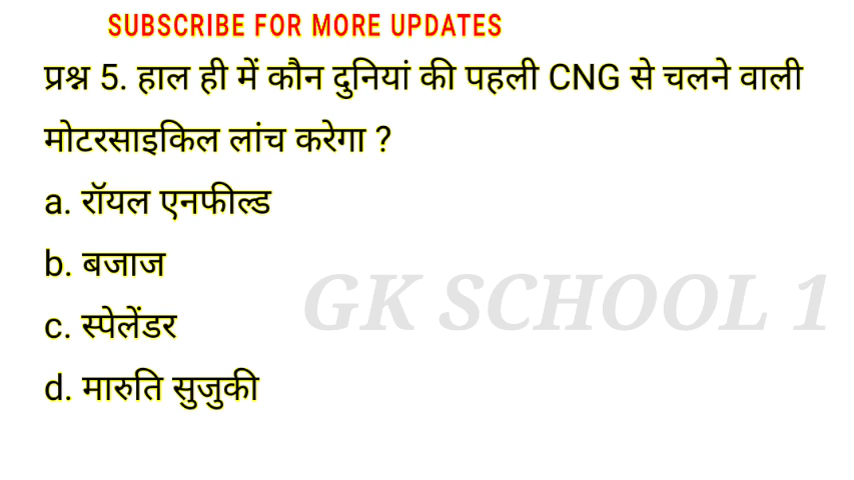 SUBSCRIBE FOR MORE UPDATES
प्रश्न 5. हाल ही में कौन दुनियां की पहली CNG से चलने वाली
मोटरसाइकिल लांच करेगा ?
a. रॉयल एनफील्ड
b. बजाज
c. स्पेलेंडर
d. मारुति सुजुकी
GK SCHOOL 1